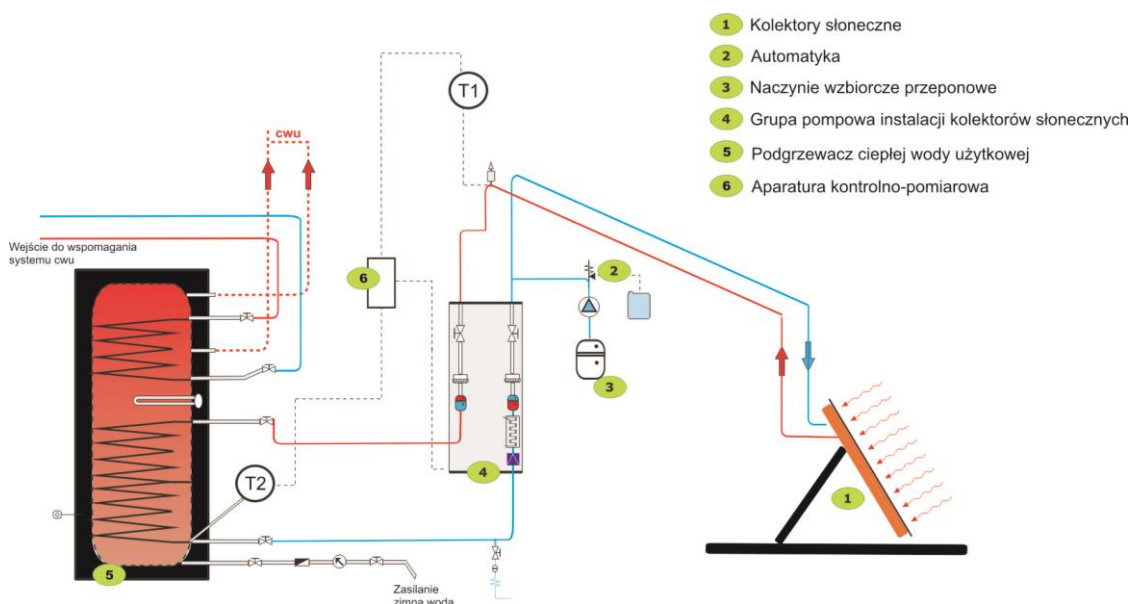 1 Kolektory słoneczne
2 Automatyka
3 Naczynie wzbiorcze przeponowe
4 Grupa pompowa instalacji kolektorów słonecznych
5 Podgrzewacz ciepłej wody użytkowej
6 Aparatura kontrolno-pomiarowa
T1
cwu
Wejście do wspomagania
systemu cwu
6
2
3
4
T2
1
5
Zasilanie
zimną wodą